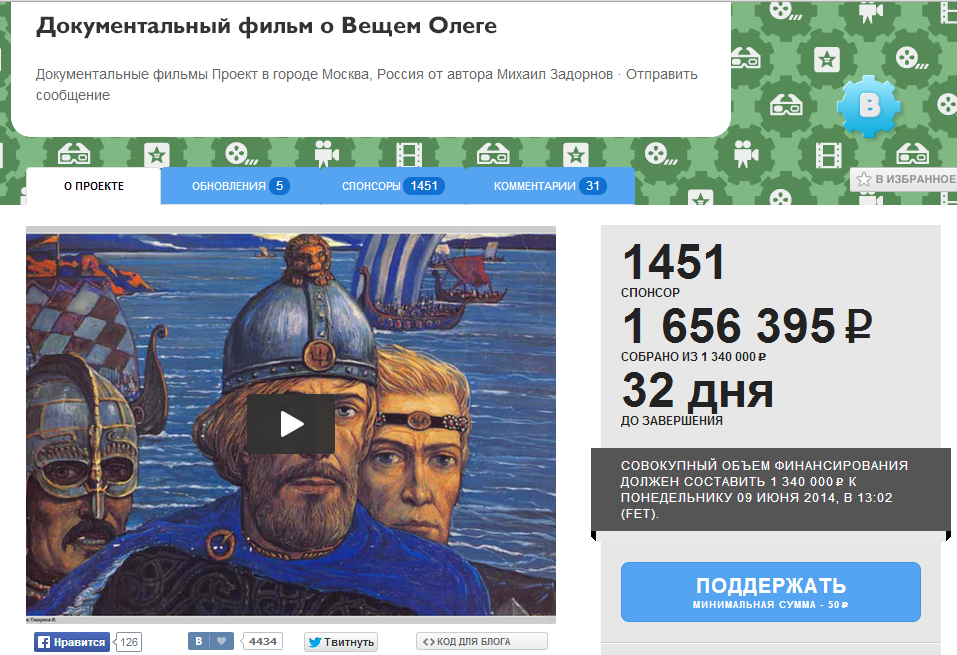 Документальный фильм о Вещем Олеге
Документальные фильмы Проект в городе Москва, Россия от автора Михаил Задорнов · Отправить
сообщение
В
В ИЗБРАННОЕ
О ПРОЕКТЕ
ОБНОВЛЕНИЯ 5
СПОНСОРЫ 1451
КОММЕНТАРИИ 31
1451
СПОНСОР
1 656 395 ₽
СОБРАНО ИЗ 1 340 000 ₽
32 дня
ДО ЗАВЕРШЕНИЯ
СОВОКУПНЫЙ ОБЪЕМ ФИНАНСИРОВАНИЯ
ДОЛЖЕН СОСТАВИТЬ 1 340 000 ₽ К
ПОНЕДЕЛЬНИКУ 09 ИЮНЯ 2014, В 13:02
(FET).
ПОДДЕРЖАТЬ
МИНИМАЛЬНАЯ СУММА - 50 ₽
Глазунов И.
Нравится 126
В 4434
Твитнуть
КОД ДЛЯ БЛОГА